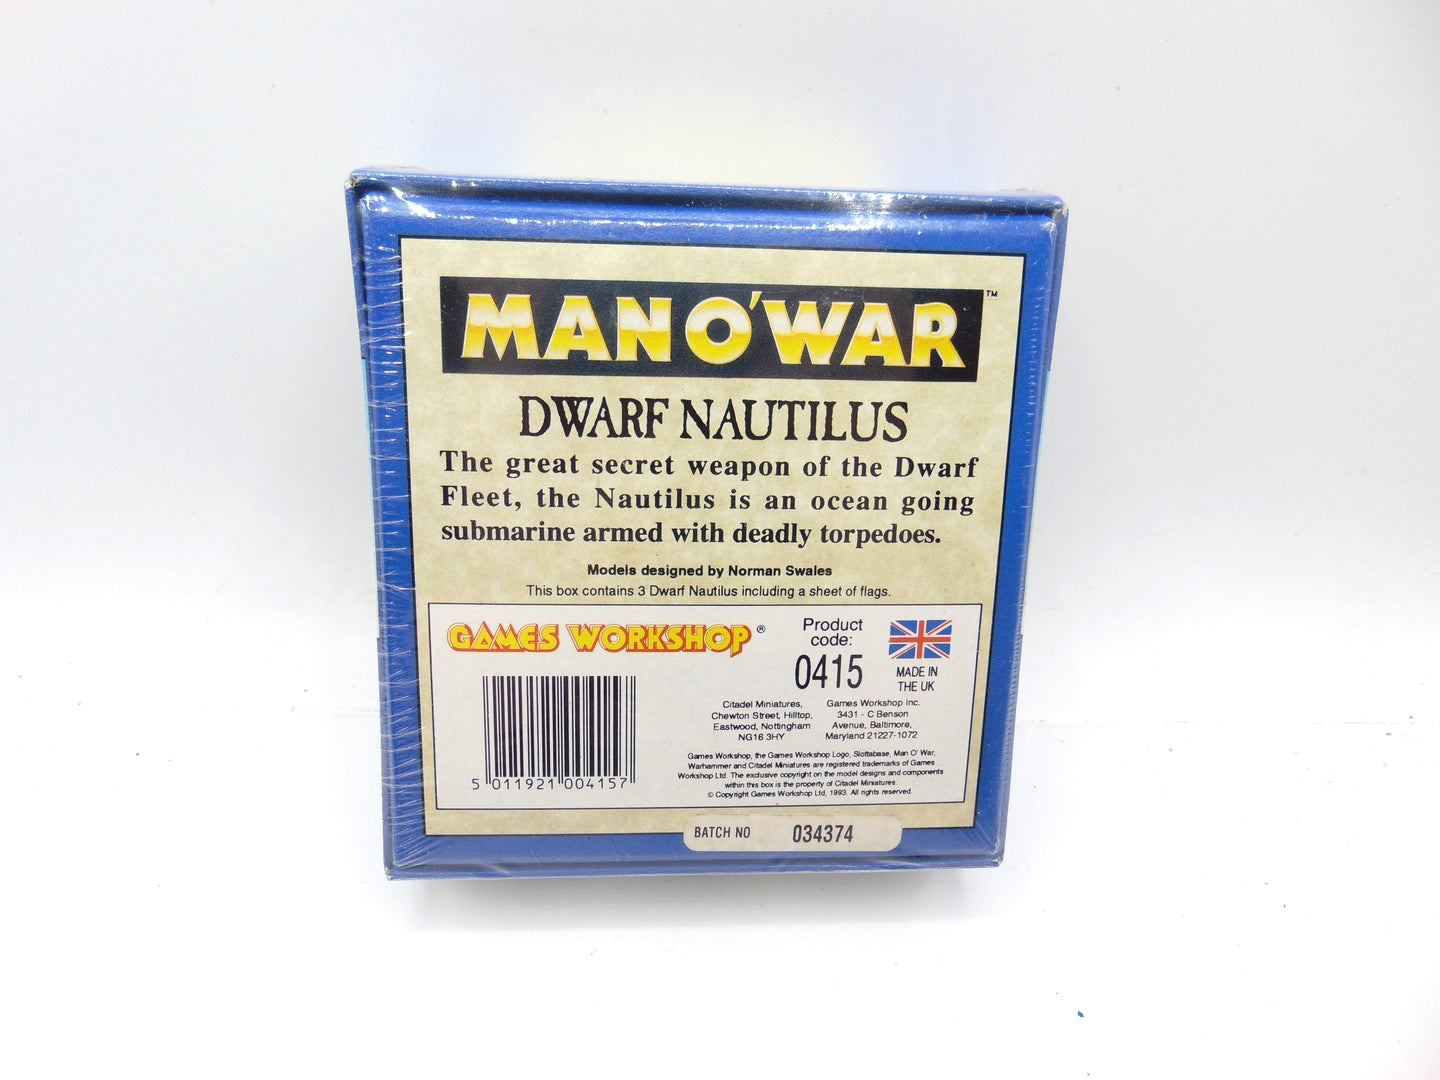 MAN O'WAR ™
DWARF NAUTILUS
The great secret weapon of the Dwarf
Fleet, the Nautilus is an ocean going
submarine armed with deadly torpedoes.
Models designed by Norman Swales
This box contains 3 Dwarf Nautilus including a sheet of flags.
GAMES WORKSHOP ®
Product
code:
0415
MADE IN
THE UK
Citadel Miniatures,
Chewton Street, Hilltop,
Eastwood, Nottingham
NG16 3HY
Games Workshop Inc.
3431 - C Benson
Avenue, Baltimore,
Maryland 21227-1072
5 011921 004157
Games Workshop, the Games Workshop Logo, Slottabase, Man O' War,
Warhammer and Citadel Miniatures are registered trademarks of Games
Workshop Ltd. The exclusive copyright on the model designs and components
within this box is the property of Citadel Miniatures.
© Copyright Games Workshop Ltd, 1993. All rights reserved.
BATCH NO 034374